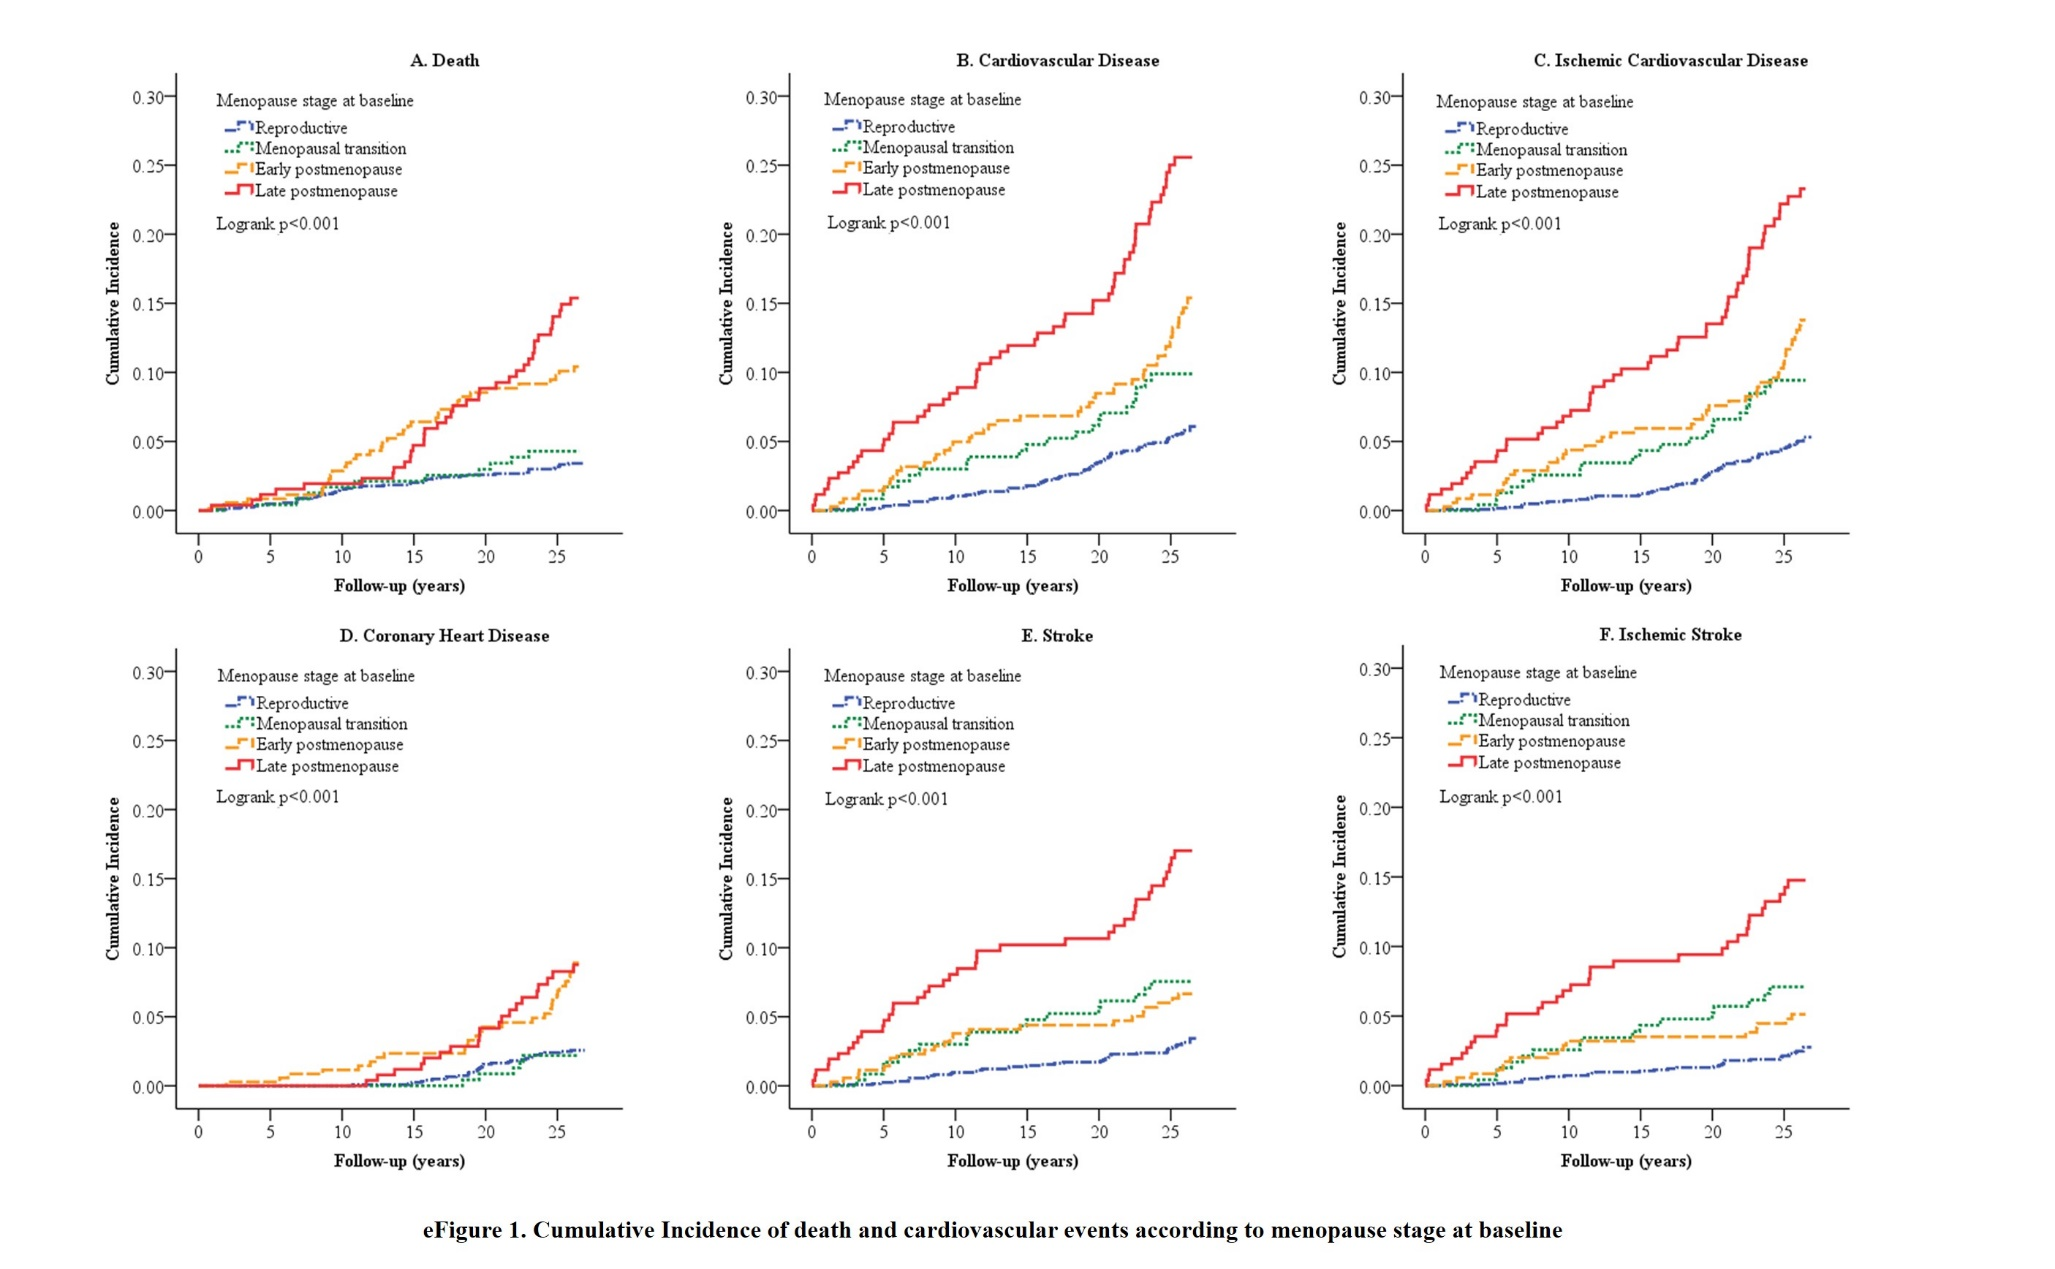 A. Death
0.30
0.25
0.20
0.15
0.10
0.05
0.00
Cumulative Incidence
Menopause stage at baseline
Reproductive
Menopausal transition
Early postmenopause
Late postmenopause
Logrank p<0.001
0 5 10 15 20 25
Follow-up (years)
B. Cardiovascular Disease
0.30
0.25
0.20
0.15
0.10
0.05
0.00
Cumulative Incidence
Menopause stage at baseline
Reproductive
Menopausal transition
Early postmenopause
Late postmenopause
Logrank p<0.001
0 5 10 15 20 25
Follow-up (years)
C. Ischemic Cardiovascular Disease
0.30
0.25
0.20
0.15
0.10
0.05
0.00
Cumulative Incidence
Menopause stage at baseline
Reproductive
Menopausal transition
Early postmenopause
Late postmenopause
Logrank p<0.001
0 5 10 15 20 25
Follow-up (years)
D. Coronary Heart Disease
0.30
0.25
0.20
0.15
0.10
0.05
0.00
Cumulative Incidence
Menopause stage at baseline
Reproductive
Menopausal transition
Early postmenopause
Late postmenopause
Logrank p<0.001
0 5 10 15 20 25
Follow-up (years)
E. Stroke
0.30
0.25
0.20
0.15
0.10
0.05
0.00
Cumulative Incidence
Menopause stage at baseline
Reproductive
Menopausal transition
Early postmenopause
Late postmenopause
Logrank p<0.001
0 5 10 15 20 25
Follow-up (years)
F. Ischemic Stroke
0.30
0.25
0.20
0.15
0.10
0.05
0.00
Cumulative Incidence
Menopause stage at baseline
Reproductive
Menopausal transition
Early postmenopause
Late postmenopause
Logrank p<0.001
0 5 10 15 20 25
Follow-up (years)
eFigure 1. Cumulative Incidence of death and cardiovascular events according to menopause stage at baseline